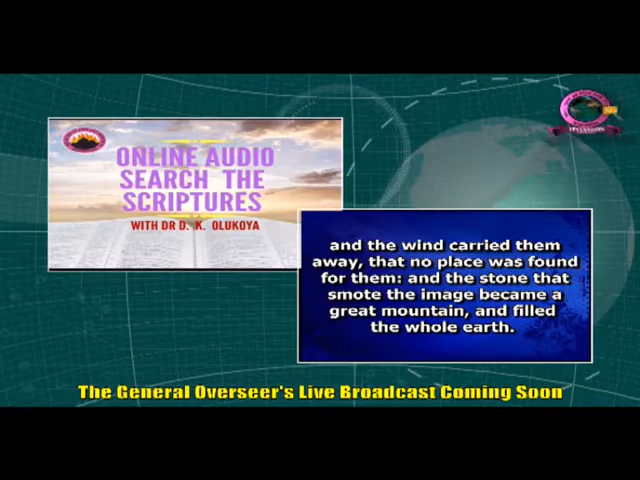 ONLINE AUDIO
SEARCH THE
SCRIPTURES
WITH DR D. K. OLUKOYA
and the wind carried them
away, that no place was found
for them: and the stone that
smote the image became a
great mountain, and filled
the whole earth.
The General Overseer's Live Broadcast Coming Soon